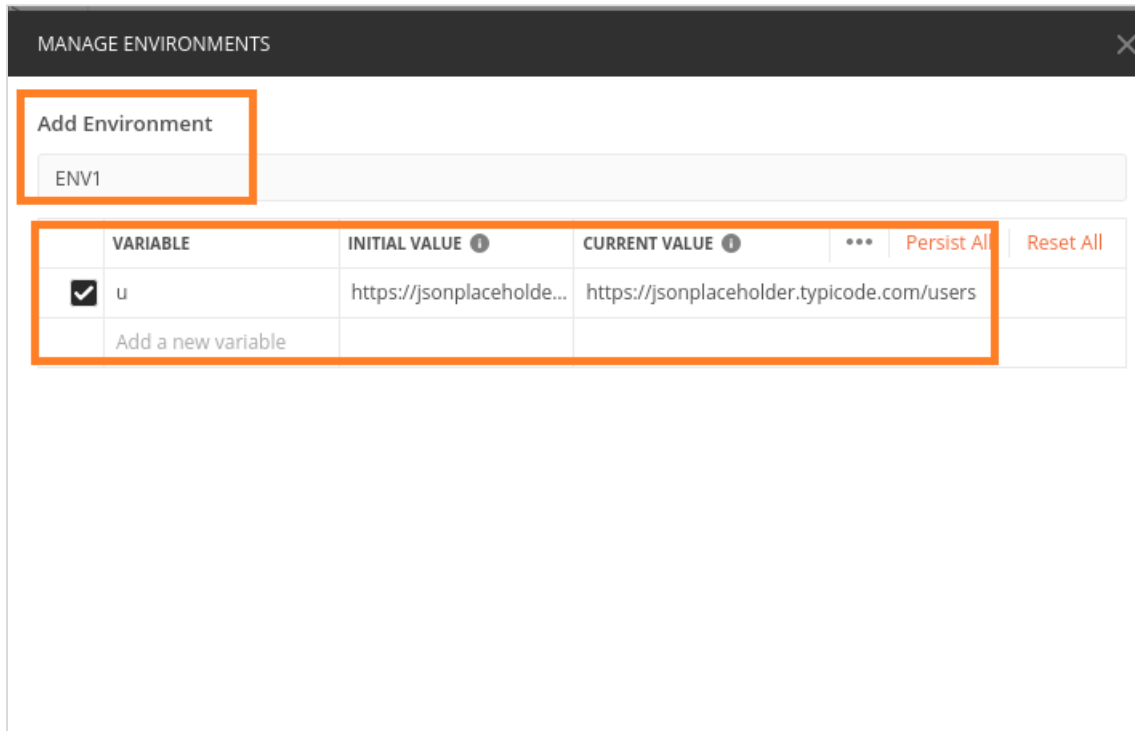 MANAGE ENVIRONMENTS
Add Environment
ENV1
VARIABLE INITIAL VALUE CURRENT VALUE ••• Persist All Reset All
u https://jsonplaceholde... https://jsonplaceholder.typicode.com/users
Add a new variable